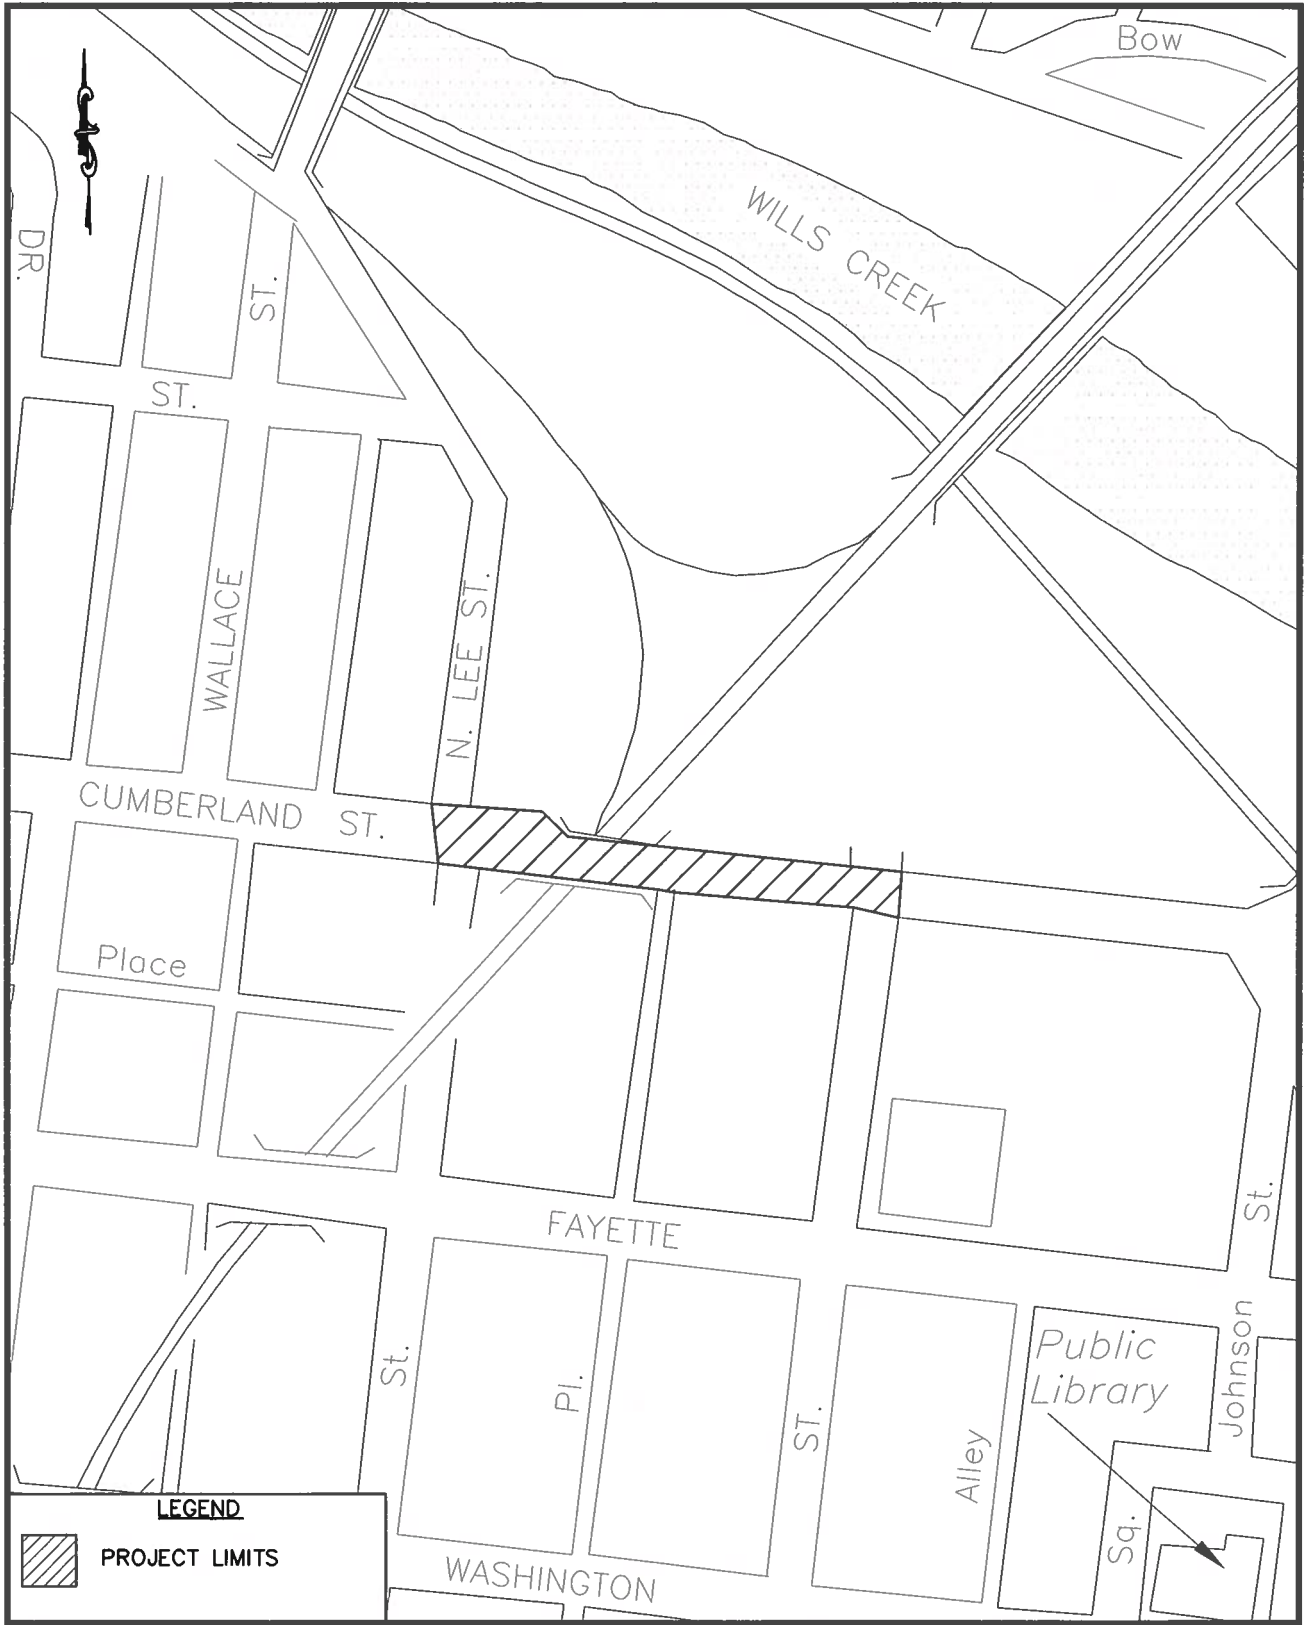 Bow
WILLS CREEK
DR.
ST.
ST.
WALLACE
N. LEE ST.
CUMBERLAND ST.
Place
St.
FAYETTE
Johnson
Public
Library
St.
Pl.
ST.
Alley
Sq.
LEGEND
PROJECT LIMITS
WASHINGTON